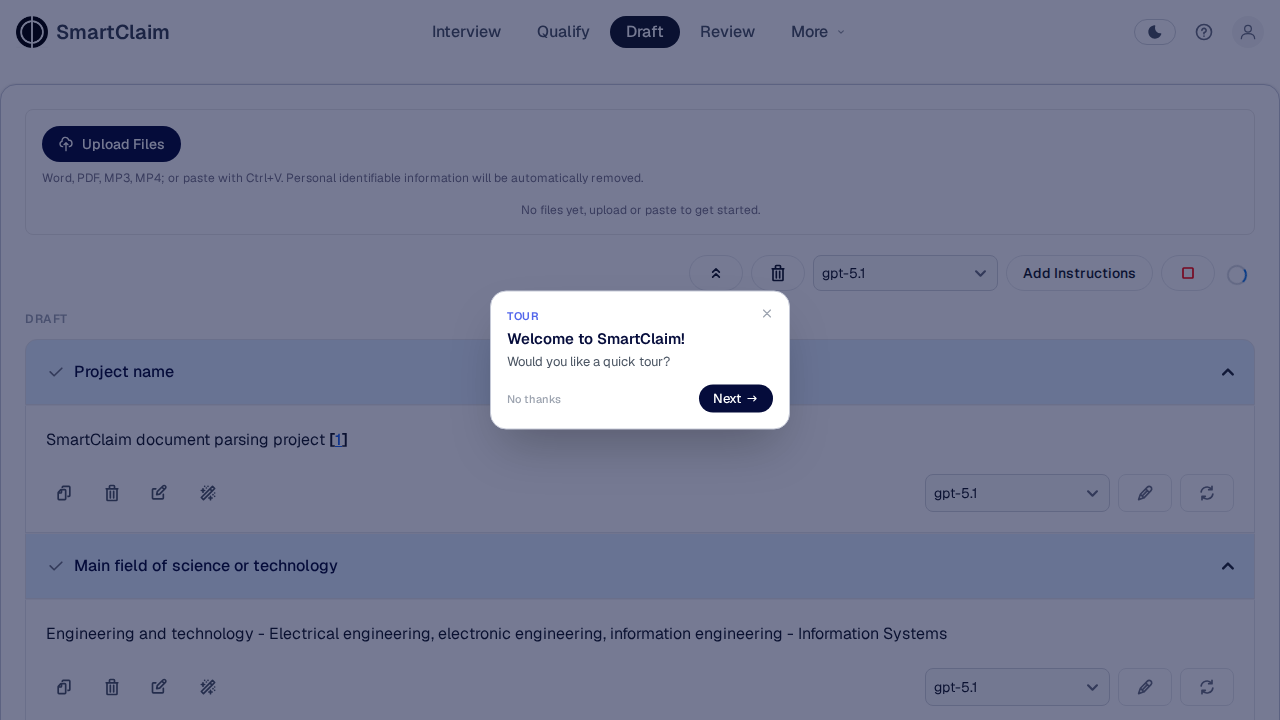 SmartClaim
Interview Qualify Draft Review More
Upload Files
Word, PDF, MP3, MP4; or paste with Ctrl+V. Personal identifiable information will be automatically removed.
No files yet, upload or paste to get started.
gpt-5.1 Add Instructions
DRAFT
TOUR
Welcome to SmartClaim!
Would you like a quick tour?
No thanks Next →
Project name
SmartClaim document parsing project [1]
gpt-5.1
Main field of science or technology
Engineering and technology - Electrical engineering, electronic engineering, information engineering - Information Systems
gpt-5.1